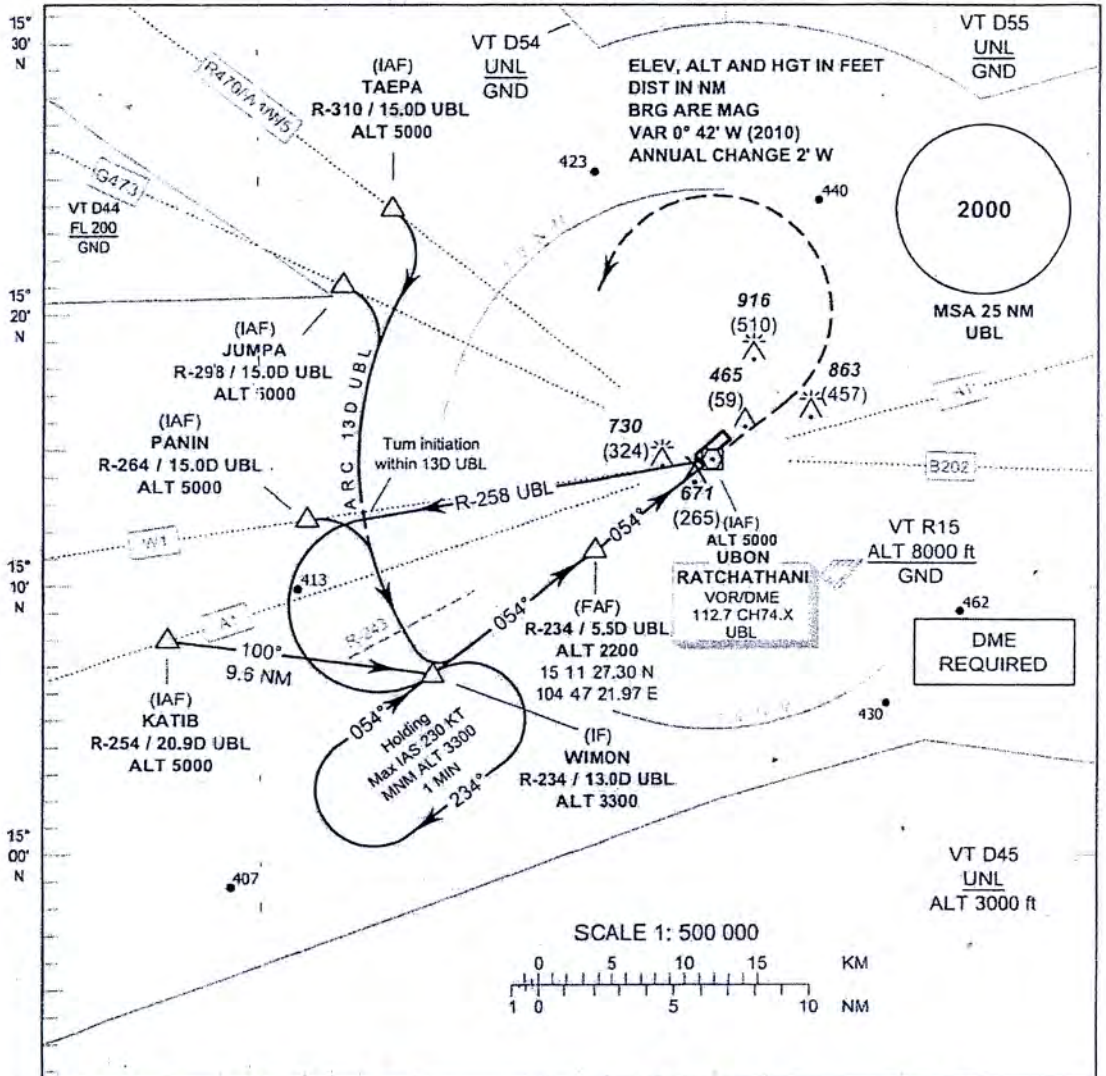 15°
30'
N
VT D54
UNL
GND
VT D55
UNL
GND
(IAF)
TAEPA
R-310 / 15.0D UBL
ALT 5000
ELEV, ALT AND HGT IN FEET
DIST IN NM
BRG ARE MAG
VAR 0° 42' W (2010)
ANNUAL CHANGE 2' W
R470/A1/W5
G473
VT D44
FL 200
GND
423
440
2000
MSA 25 NM
UBL
15°
20'
N
(IAF)
JUMPA
R-298 / 15.0D UBL
ALT 5000
ARC 13D UBL
916
(510)
465
(59)
863
(457)
A1
(IAF)
PANIN
R-264 / 15.0D UBL
ALT 5000
Turn initiation
within 13D UBL
730
(324)
R-258 UBL
B202
671
(265)
W1
(IAF)
ALT 5000
UBON
RATCHATHANI
VOR/DME
112.7 CH74.X
UBL
VT R15
ALT 8000 ft
GND
15°
10'
N
413
054°
054°
R-243
(FAF)
R-234 / 5.5D UBL
ALT 2200
15 11 27.30 N
104 47 21.97 E
462
DME
REQUIRED
100°
9.6 NM
(IAF)
KATIB
R-254 / 20.9D UBL
ALT 5000
430
054°
Holding
Max IAS 230 KT
MNM ALT 3300
1 MIN
234°
(IF)
WIMON
R-234 / 13.0D UBL
ALT 3300
15°
00'
N
407
VT D45
UNL
ALT 3000 ft
SCALE 1: 500 000
0 5 10 15 KM
1 0 5 10 NM